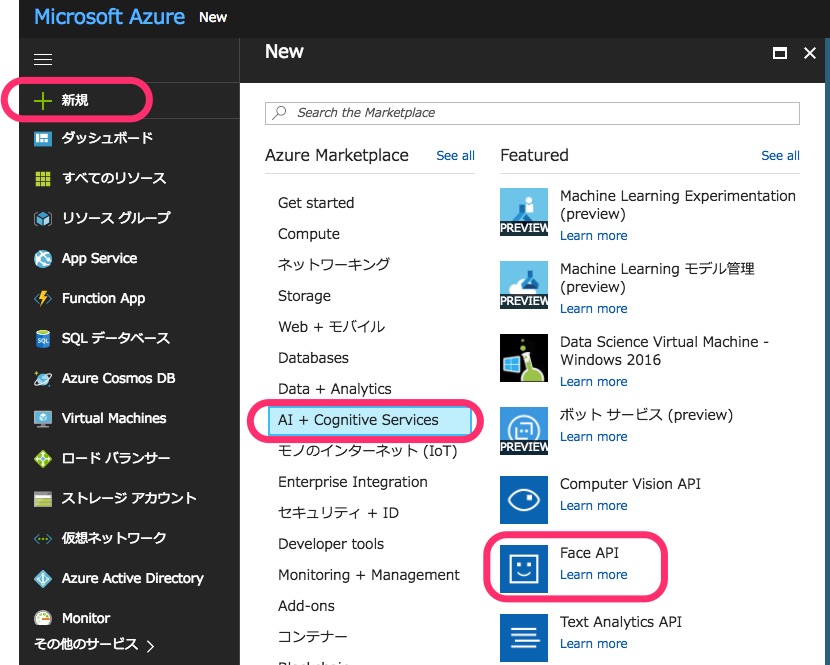 Microsoft Azure New
新規
ダッシュボード
すべてのリソース
リソース グループ
App Service
Function App
SQL データベース
Azure Cosmos DB
Virtual Machines
ロード バランサー
ストレージ アカウント
仮想ネットワーク
Azure Active Directory
Monitor
その他のサービス
New
Search the Marketplace
Azure Marketplace
See all
Get started
Compute
ネットワーキング
Storage
Web + モバイル
Databases
Data + Analytics
AI + Cognitive Services
モノのインターネット (IoT)
Enterprise Integration
セキュリティ + ID
Developer tools
Monitoring + Management
Add-ons
コンテナー
Featured
See all
PREVIEW
Machine Learning Experimentation
(preview)
Learn more
PREVIEW
Machine Learning モデル管理
(preview)
Learn more
Data Science Virtual Machine -
Windows 2016
Learn more
PREVIEW
ボット サービス (preview)
Learn more
Computer Vision API
Learn more
Face API
Learn more
Text Analytics API
Learn more